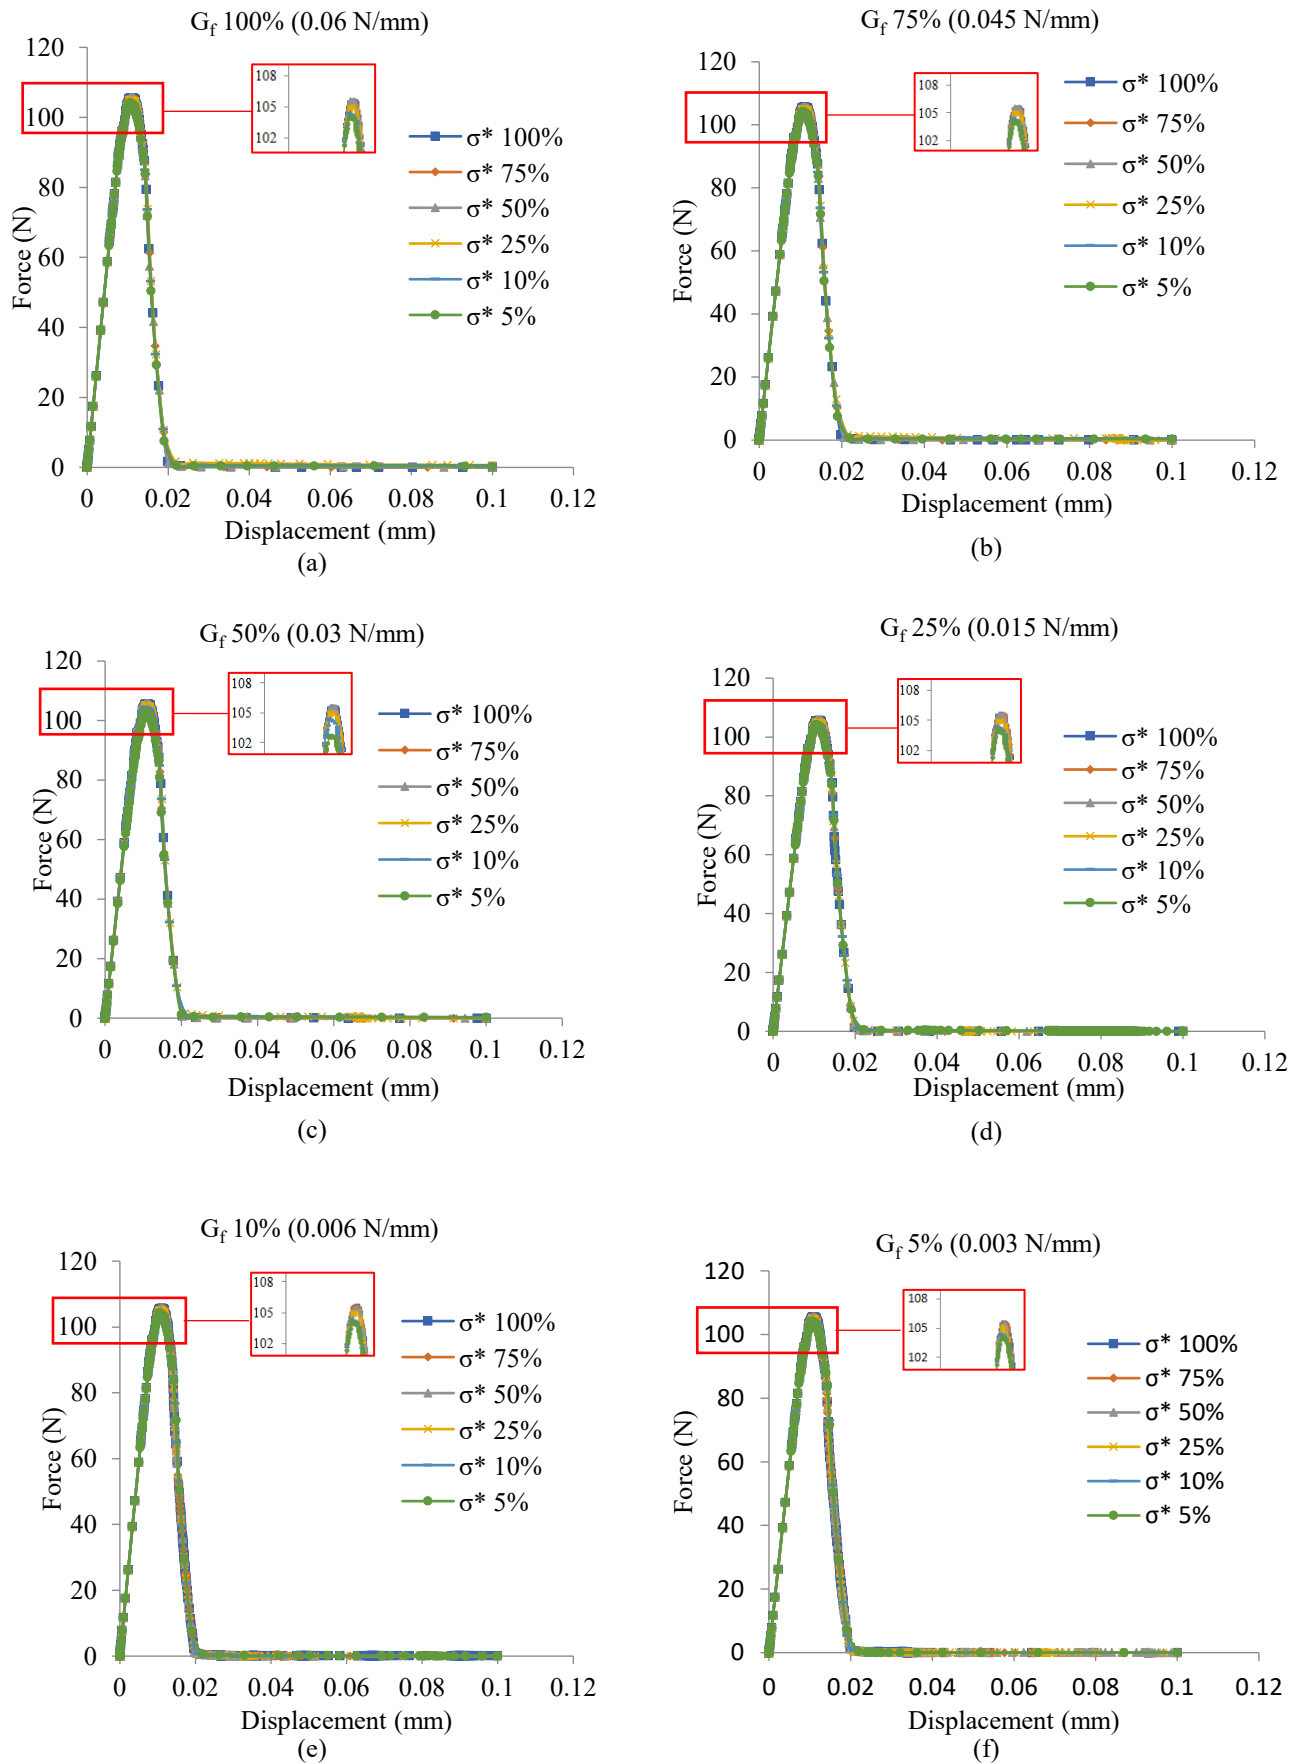 G_f 100% (0.06 N/mm)
120
100
80
60
40
20
0
Force (N)
108
105
102
σ* 100%
σ* 75%
σ* 50%
σ* 25%
σ* 10%
σ* 5%
0 0.02 0.04 0.06 0.08 0.1 0.12
Displacement (mm)
(a)
G_f 75% (0.045 N/mm)
120
100
80
60
40
20
0
Force (N)
108
105
102
σ* 100%
σ* 75%
σ* 50%
σ* 25%
σ* 10%
σ* 5%
0 0.02 0.04 0.06 0.08 0.1 0.12
Displacement (mm)
(b)
G_f 50% (0.03 N/mm)
120
100
80
60
40
20
0
Force (N)
108
105
102
σ* 100%
σ* 75%
σ* 50%
σ* 25%
σ* 10%
σ* 5%
0 0.02 0.04 0.06 0.08 0.1 0.12
Displacement (mm)
(c)
G_f 25% (0.015 N/mm)
120
100
80
60
40
20
0
Force (N)
108
105
102
σ* 100%
σ* 75%
σ* 50%
σ* 25%
σ* 10%
σ* 5%
0 0.02 0.04 0.06 0.08 0.1 0.12
Displacement (mm)
(d)
G_f 10% (0.006 N/mm)
120
100
80
60
40
20
0
Force (N)
108
105
102
σ* 100%
σ* 75%
σ* 50%
σ* 25%
σ* 10%
σ* 5%
0 0.02 0.04 0.06 0.08 0.1 0.12
Displacement (mm)
(e)
G_f 5% (0.003 N/mm)
120
100
80
60
40
20
0
Force (N)
108
105
102
σ* 100%
σ* 75%
σ* 50%
σ* 25%
σ* 10%
σ* 5%
0 0.02 0.04 0.06 0.08 0.1 0.12
Displacement (mm)
(f)